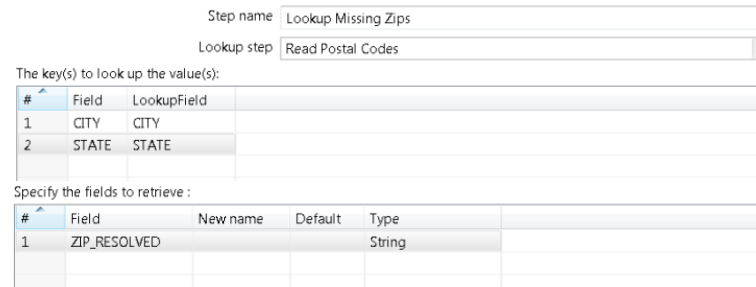 Step name Lookup Missing Zips
Lookup step Read Postal Codes
The key(s) to look up the value(s):
# Field LookupField
1 CITY CITY
2 STATE STATE
Specify the fields to retrieve :
# Field New name Default Type
1 ZIP_RESOLVED String